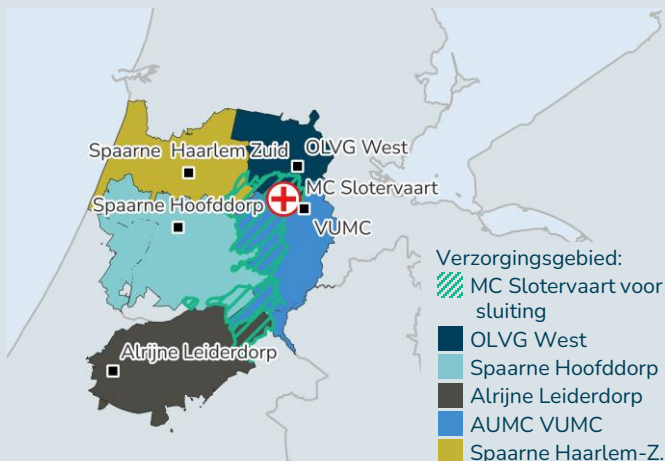 Spaarne Haarlem Zuid
OLVG West
MC Slotervaart
Spaarne Hoofddorp
VUMC
Alrijne Leiderdorp
Verzorgingsgebied:
MC Slotervaart voor
sluiting
OLVG West
Spaarne Hoofddorp
Alrijne Leiderdorp
AUMC VUMC
Spaarne Haarlem-Z.